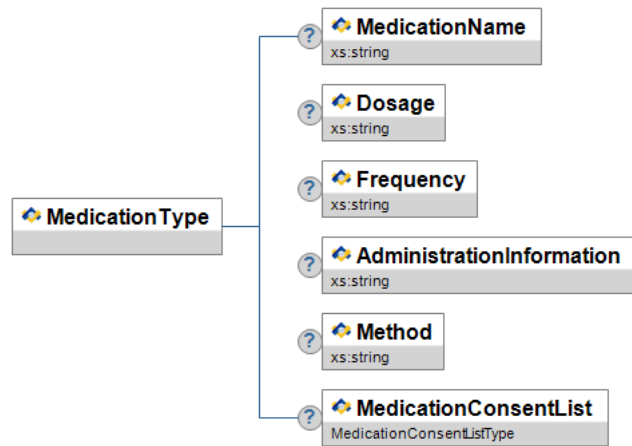 ? MedicationName
xs:string
? Dosage
xs:string
? Frequency
xs:string
MedicationType
? AdministrationInformation
xs:string
? Method
xs:string
? MedicationConsentList
MedicationConsentListType